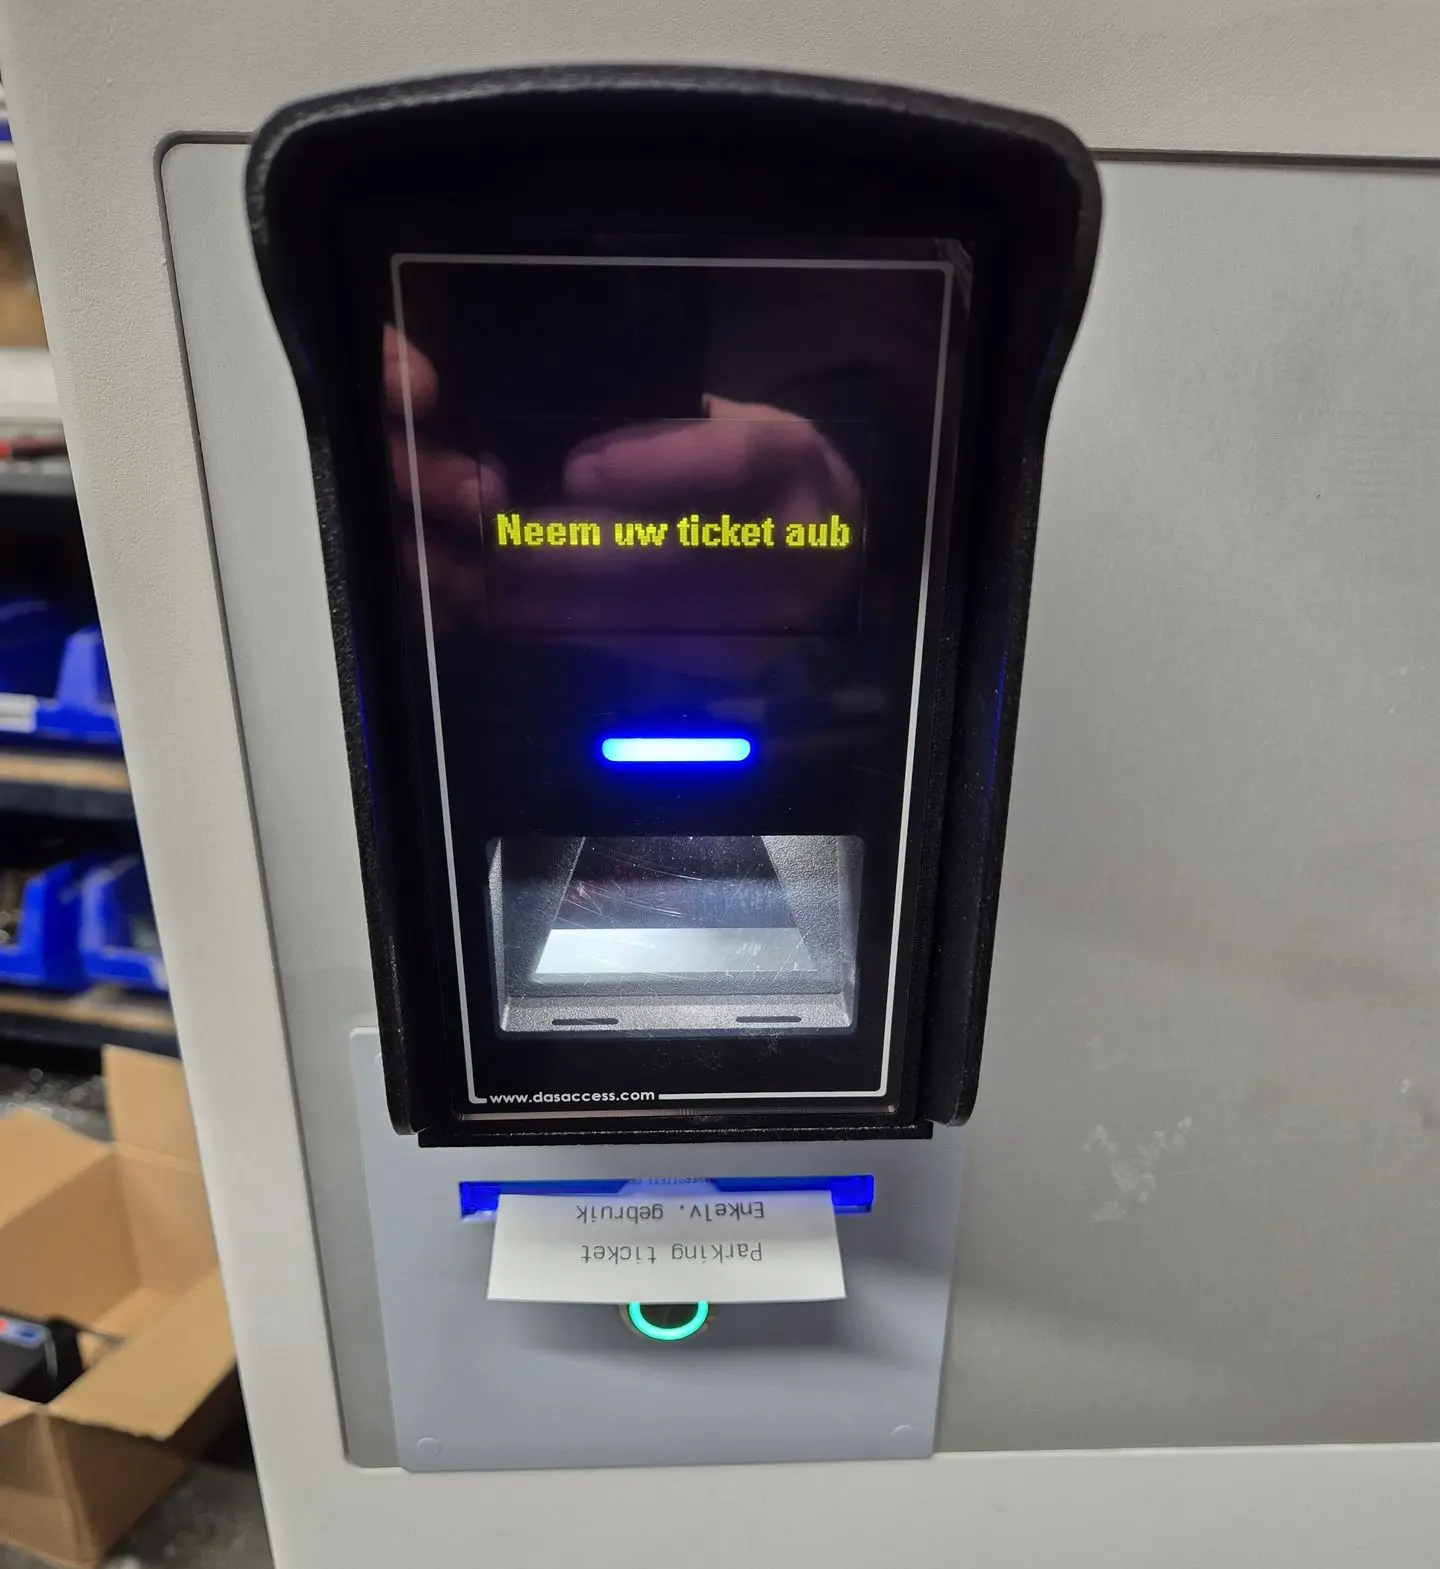 Neem uw ticket aub
www.dasaccess.com
Parking ticket
Enkelv. gebruik